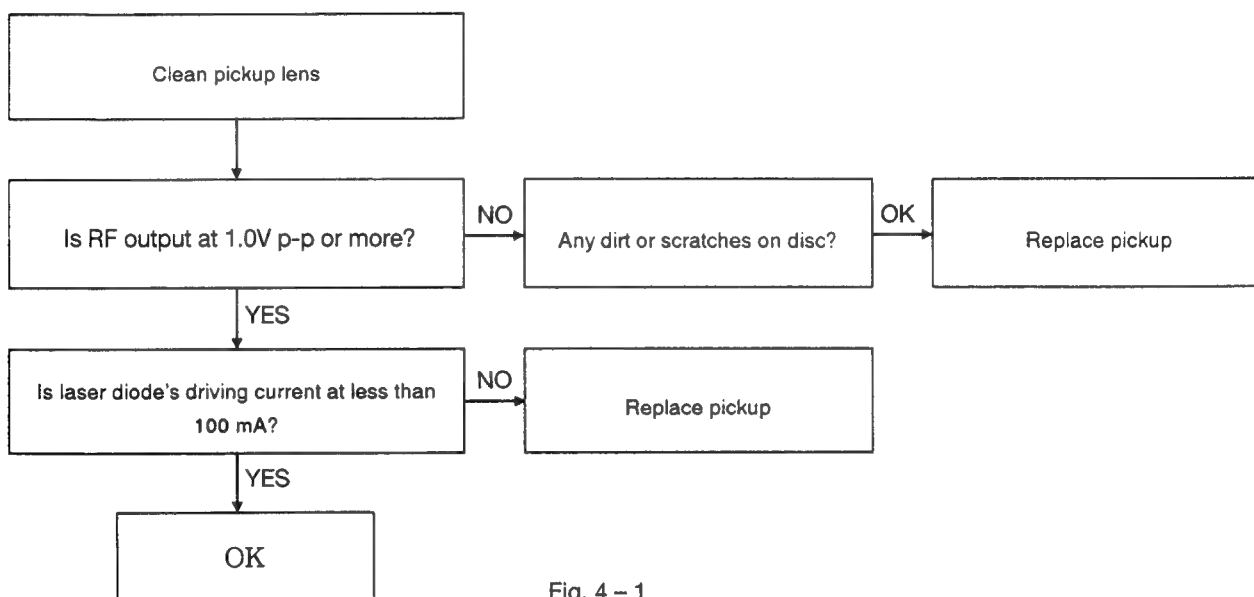 Clean pickup lens
Is RF output at 1.0V p-p or more?
NO
Any dirt or scratches on disc?
OK
Replace pickup
YES
Is laser diode's driving current at less than
100 mA?
NO
Replace pickup
YES
OK
Fig. 4 – 1